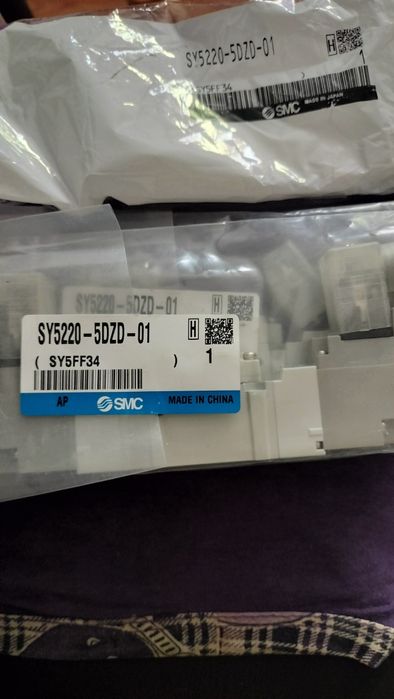 SY5220-5DZD-01
H
SY5FF34 )
1
SMC MADE IN JAPAN
SY5220-5DZD-01
H
SY5220-5DZD-01
H
( SY5FF34 )
1
AP SMC MADE IN CHINA